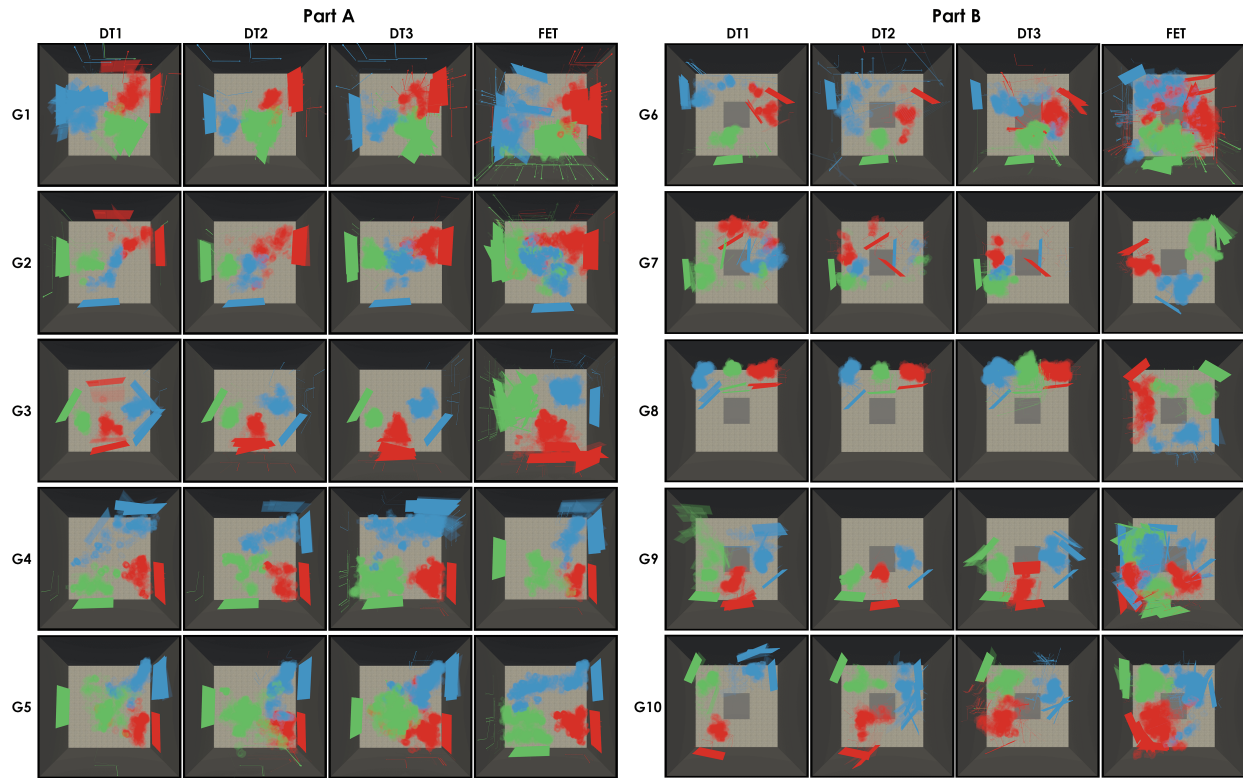 Part A Part B
DT1 DT2 DT3 FET DT1 DT2 DT3 FET
G1 G6
G2 G7
G3 G8
G4 G9
G5 G10